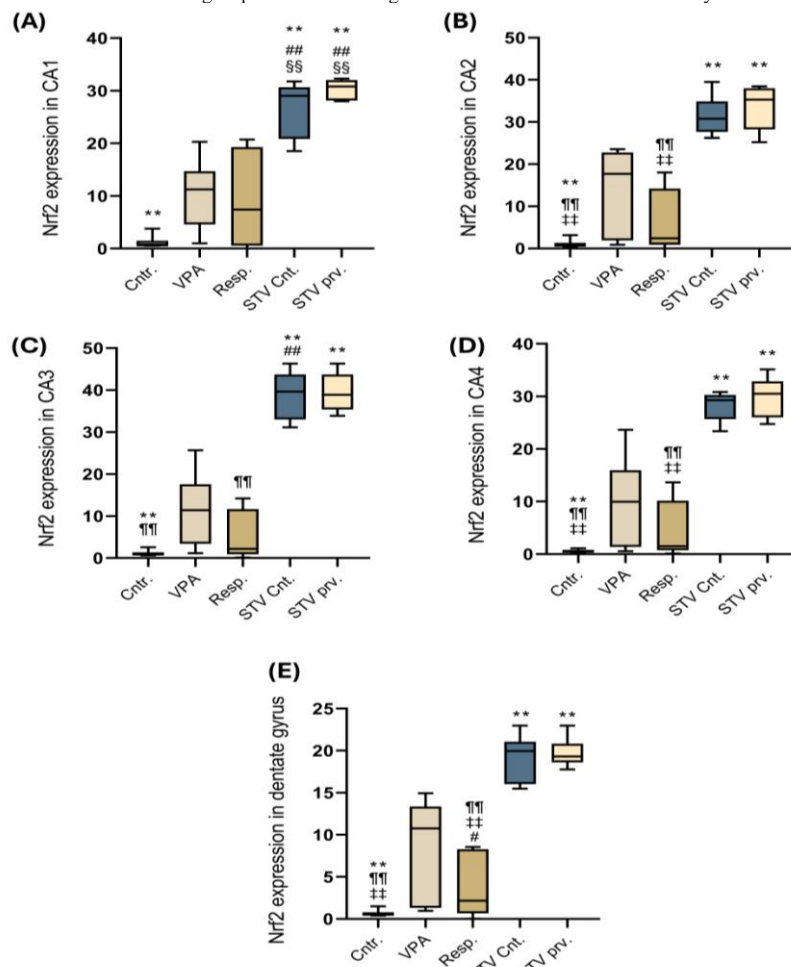 (A)
Nrf2 expression in CA1
40
30
20
10
0
**
**
##
§§
**
##
§§
Cntr.
VPA
Resp.
STV Cnt.
STV prv.
(B)
Nrf2 expression in CA2
50
40
30
20
10
0
**
¶¶
‡‡
¶¶
‡‡
**
**
Cntr.
VPA
Resp.
STV Cnt.
STV prv.
(C)
Nrf2 expression in CA3
50
40
30
20
10
0
**
¶¶
¶¶
**
##
**
Cntr.
VPA
Resp.
STV Cnt.
STV prv.
(D)
Nrf2 expression in CA4
40
30
20
10
0
**
¶¶
‡‡
¶¶
‡‡
**
**
Cntr.
VPA
Resp.
STV Cnt.
STV prv.
(E)
Nrf2 expression in dentate gyrus
25
20
15
10
5
0
**
¶¶
‡‡
¶¶
‡‡
#
**
**
Cntr.
VPA
Resp.
STV Cnt.
STV prv.